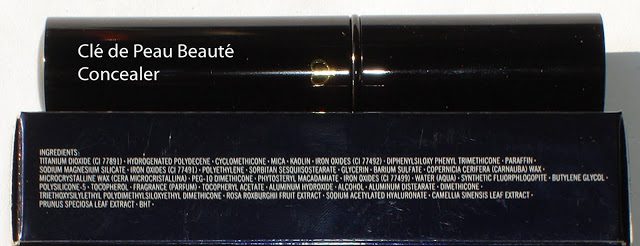 Clé de Peau Beauté
Concealer
INGREDIENTS:
TITANIUM DIOXIDE (CI 77891) • HYDROGENATED POLYDECENE • CYCLOMETHICONE • MICA • KAOLIN • IRON OXIDES (CI 77492) • DIPHENYLSILOXY PHENYL TRIMETHICONE • PARAFFIN •
SODIUM MAGNESIUM SILICATE • IRON OXIDES (CI 77491) • POLYETHYLENE • SORBITAN SESQUIISOSTEARATE • GLYCERIN • BARIUM SULFATE • COPERNICIA CERIFERA (CARNAUBA) WAX •
MICROCRYSTALLINE WAX (CERA MICROCRISTALLINA) • PEG-10 DIMETHICONE • PHYTOSTERYL MACADAMIATE • IRON OXIDES (CI 77499) • WATER (AQUA) • SYNTHETIC FLUORPHLOGOPITE • BUTYLENE GLYCOL •
POLYSILICONE-5 • TOCOPHEROL • FRAGRANCE (PARFUM) • TOCOPHERYL ACETATE • ALUMINUM HYDROXIDE • ALCOHOL • ALUMINUM DISTEARATE • DIMETHICONE •
TRIETHOXYSILYLETHYL POLYDIMETHYLSILOXYETHYL DIMETHICONE • ROSA ROXBURGHII FRUIT EXTRACT • SODIUM ACETYLATED HYALURONATE • CAMELLIA SINENSIS LEAF EXTRACT •
PRUNUS SPECIOSA LEAF EXTRACT • BHT •